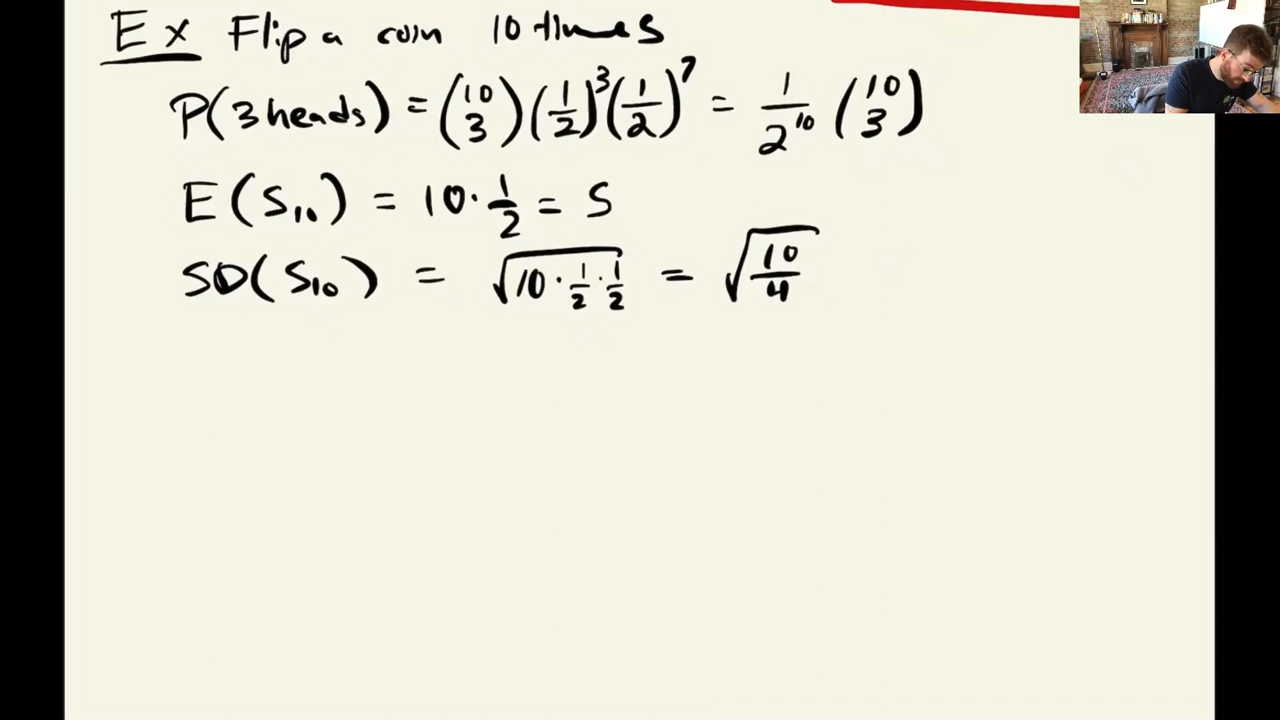 Ex Flip a coin 10 times
P(3 heads) = (10 3)(1/2)^3(1/2)^7 = 1/2^10 (10 3)
E(S₁₀) = 10 · 1/2 = 5
SD(S₁₀) = √(10 · 1/2 · 1/2) = √(10/4)